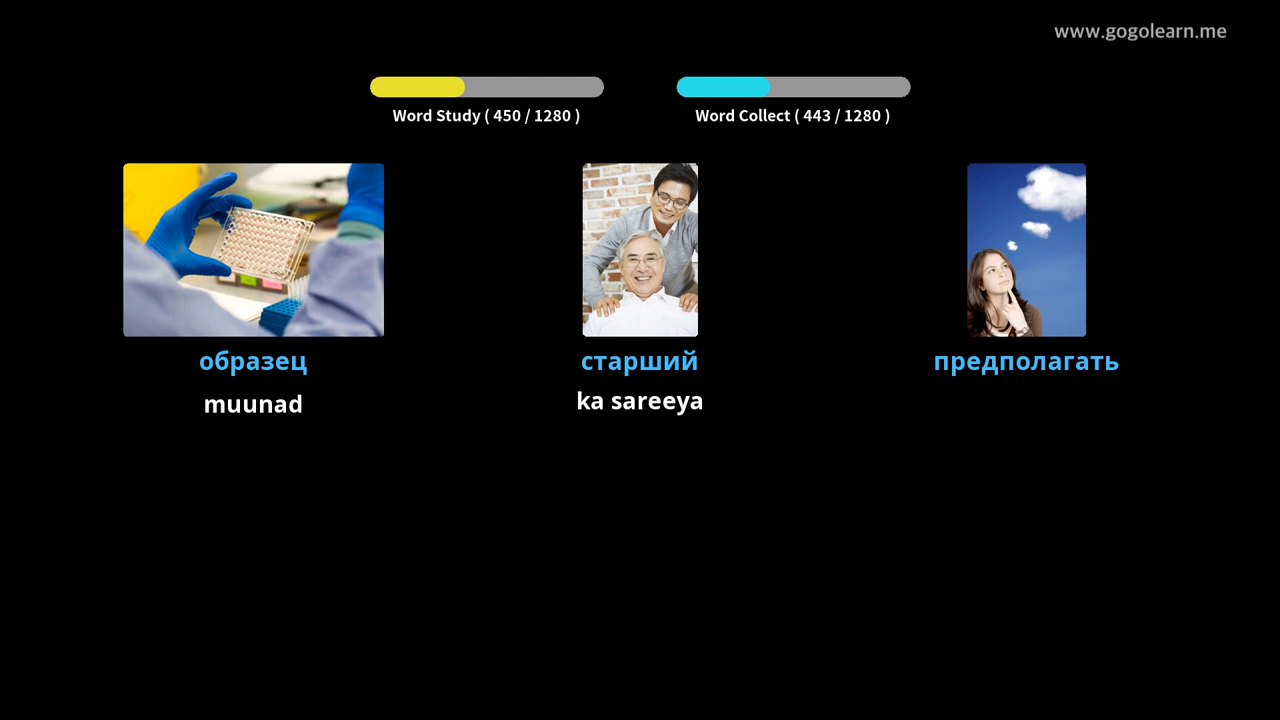 www.gogolearn.me
Word Study ( 450 / 1280 )
Word Collect ( 443 / 1280 )
образец
старший
предполагать
muunad
ka sareeya